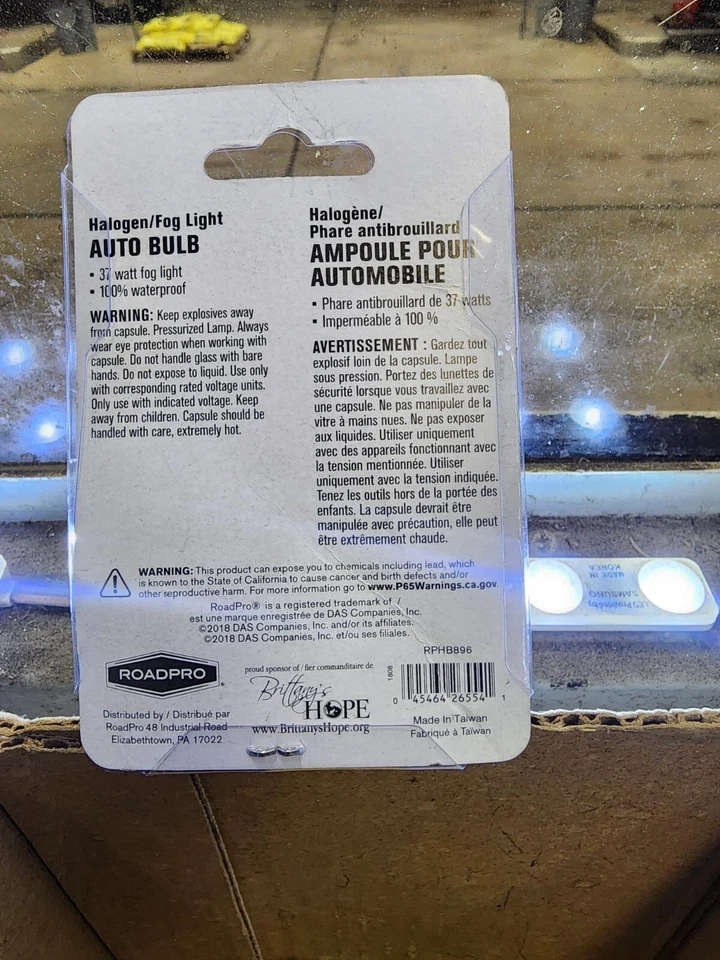 Halogen/Fog Light
AUTO BULB
• 37 watt fog light
• 100% waterproof
WARNING: Keep explosives away
from capsule. Pressurized Lamp. Always
wear eye protection when working with
capsule. Do not handle glass with bare
hands. Do not expose to liquid. Use only
with corresponding rated voltage units.
Only use with indicated voltage. Keep
away from children. Capsule should be
handled with care, extremely hot.
Halogène/
Phare antibrouillard
AMPOULE POUR
AUTOMOBILE
• Phare antibrouillard de 37 watts
• Imperméable à 100 %
AVERTISSEMENT : Gardez tout
explosif loin de la capsule. Lampe
sous pression. Portez des lunettes de
sécurité lorsque vous travaillez avec
une capsule. Ne pas manipuler de la
vitre à mains nues. Ne pas exposer
aux liquides. Utiliser uniquement
avec des appareils fonctionnant avec
la tension mentionnée. Utiliser
uniquement avec la tension indiquée.
Tenez les outils hors de la portée des
enfants. La capsule devrait être
manipulée avec précaution, elle peut
être extrêmement chaude.
WARNING: This product can expose you to chemicals including lead, which
is known to the State of California to cause cancer and birth defects and/or
other reproductive harm. For more information go to www.P65Warnings.ca.gov.
RoadPro® is a registered trademark of /
est une marque enregistrée de DAS Companies, Inc.
©2018 DAS Companies, Inc. and/or its affiliates.
©2018 DAS Companies, Inc. et/ou ses filiales.
ROADPRO®
Distributed by / Distribué par
RoadPro 48 Industrial Road
Elizabethtown, PA 17022
proud sponsor of / fier commanditaire de
Brittany's
HOPE
www.BrittanysHope.org
RPHB896
1808
0 45464 26554 1
Made in Taiwan
Fabriqué à Taïwan
LED Provided by
SAMSUNG
MADE IN
KOREA